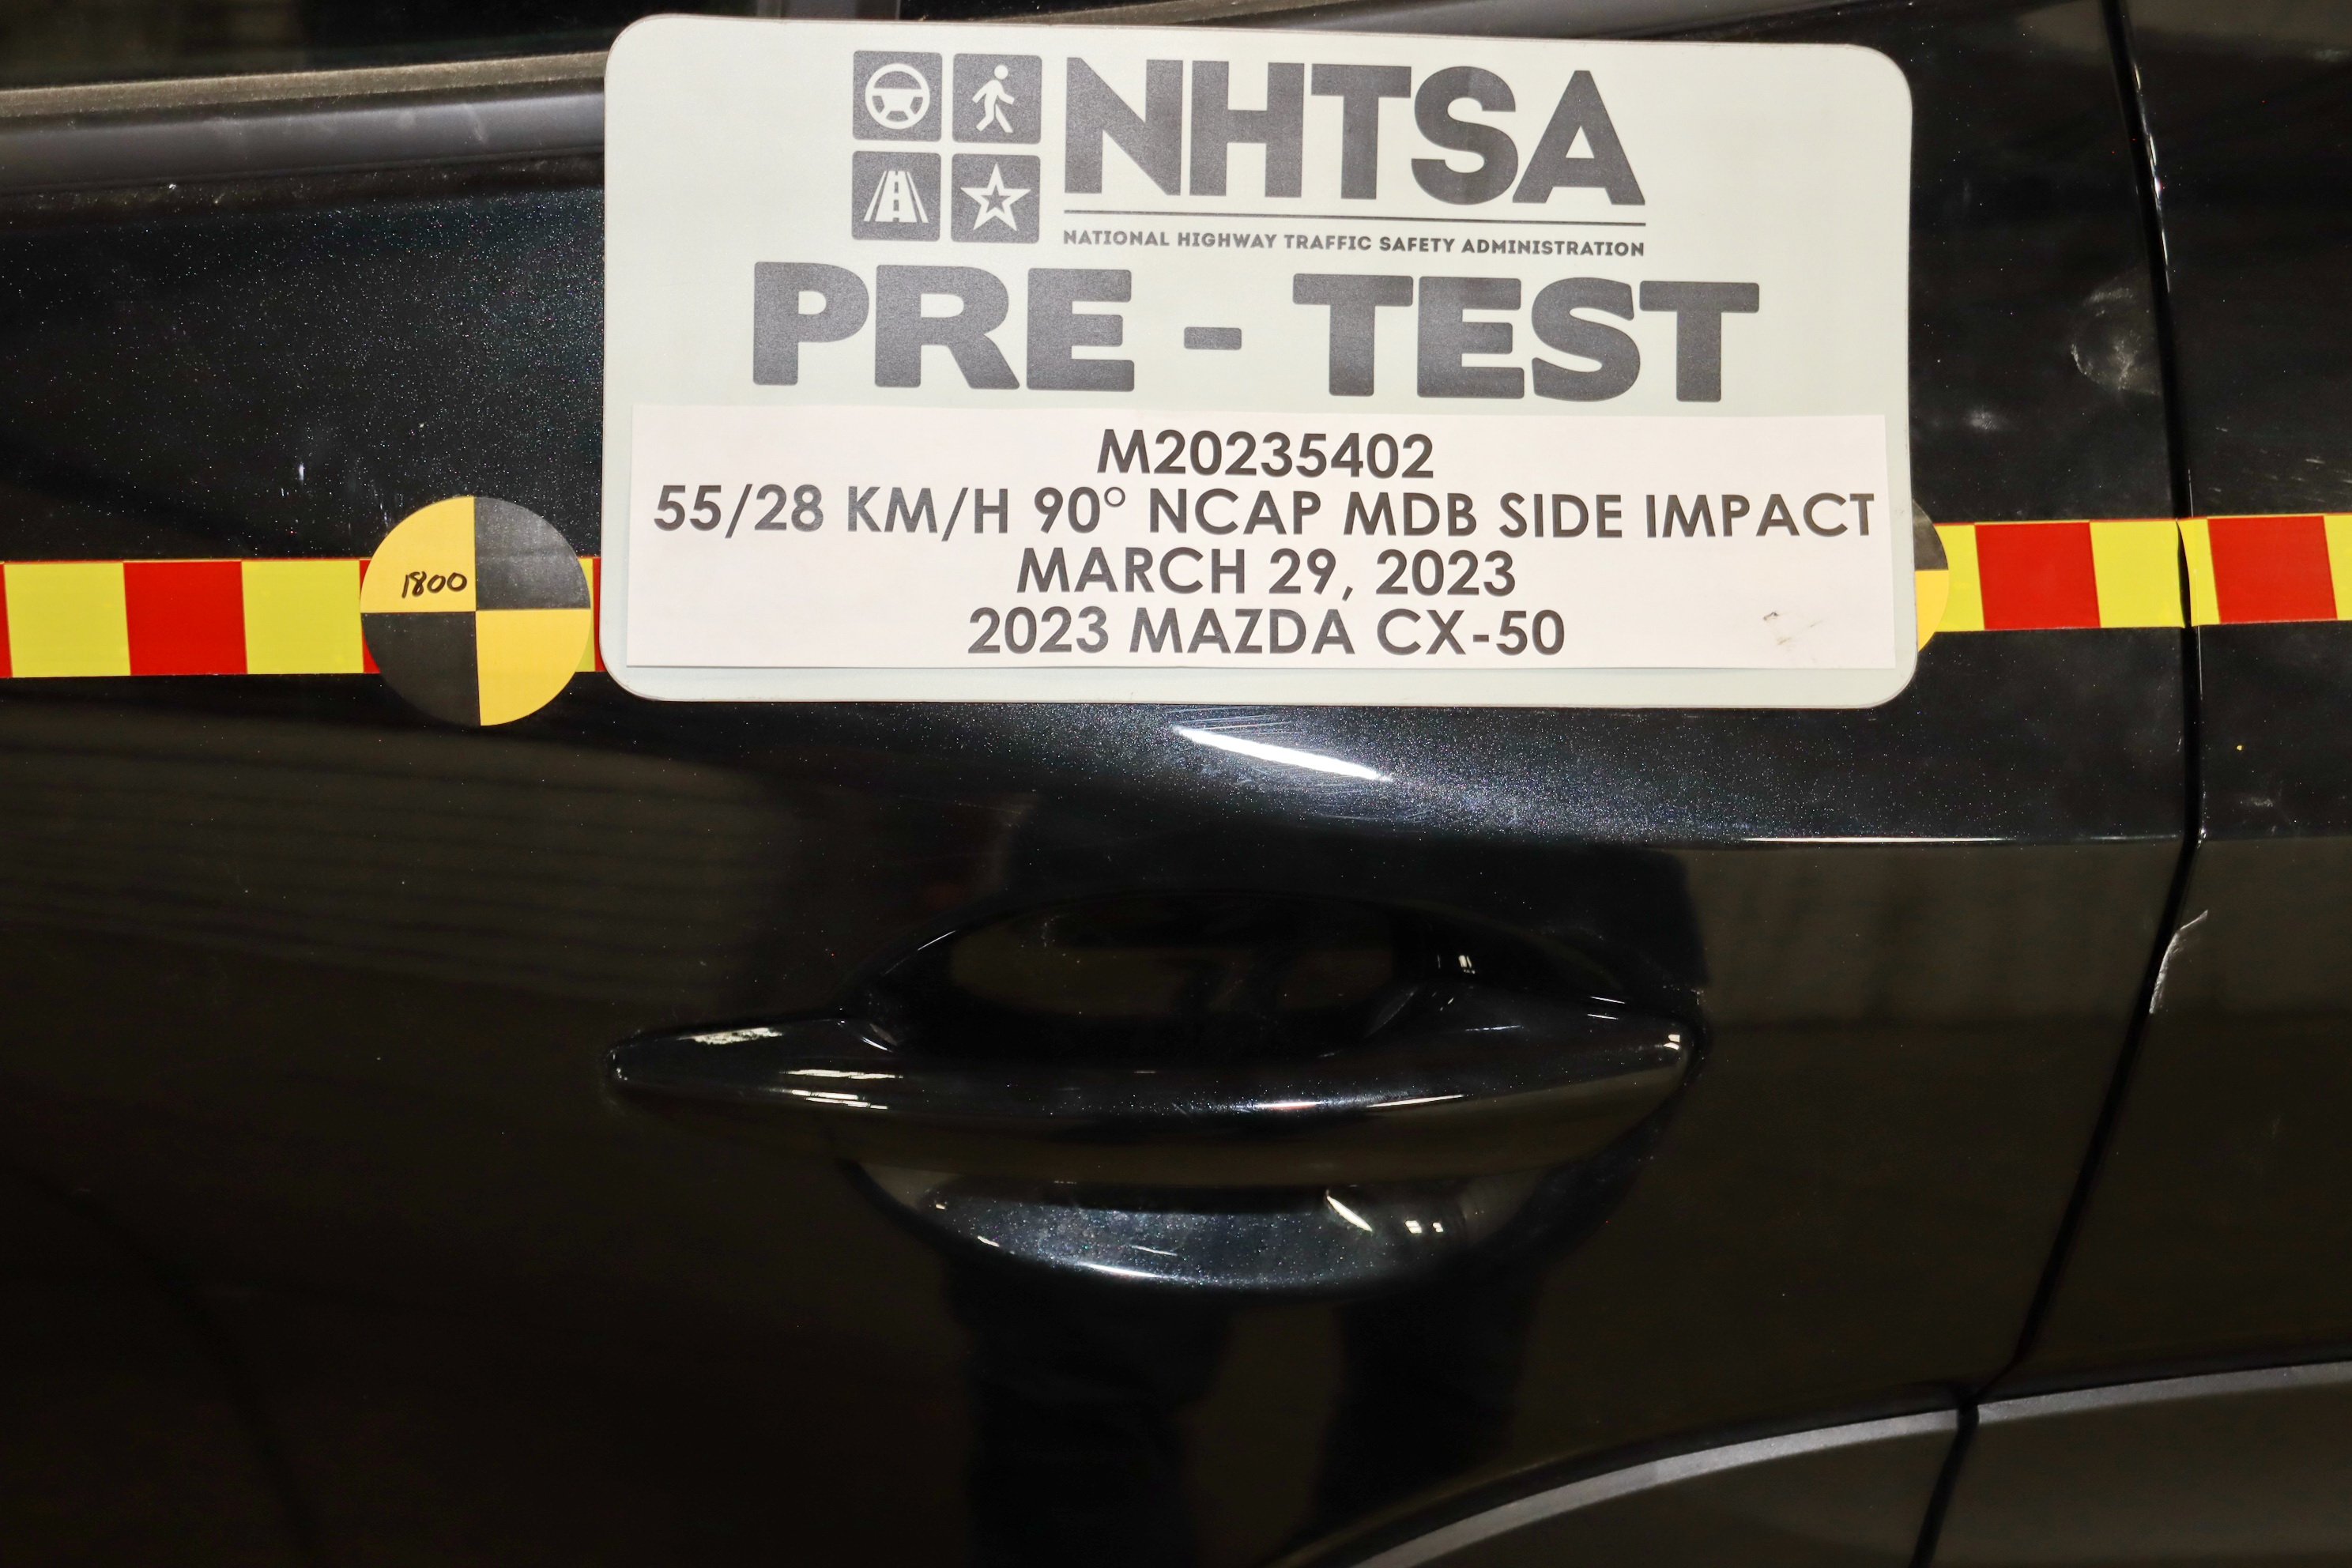 NHTSA
NATIONAL HIGHWAY TRAFFIC SAFETY ADMINISTRATION
PRE - TEST
M20235402
55/28 KM/H 90° NCAP MDB SIDE IMPACT
MARCH 29, 2023
2023 MAZDA CX-50
1800